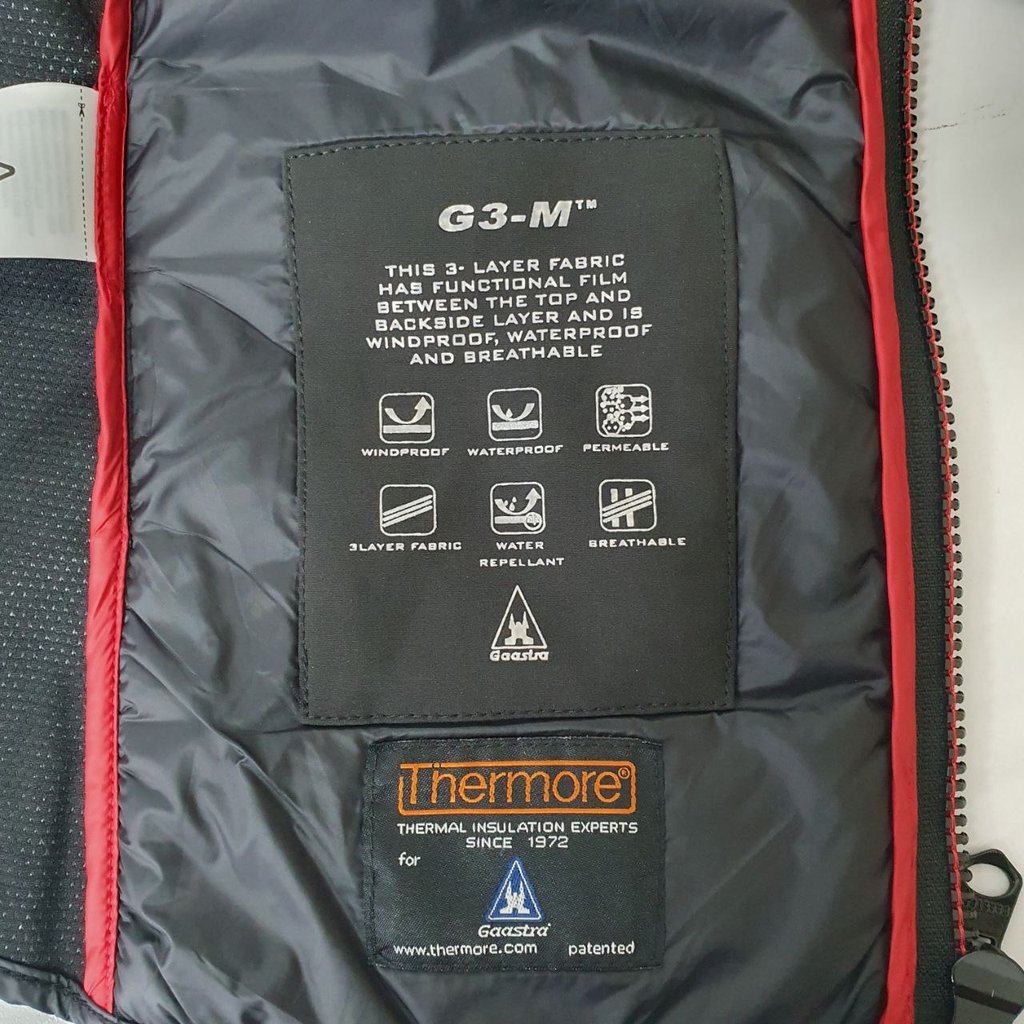 G3-M™
THIS 3- LAYER FABRIC
HAS FUNCTIONAL FILM
BETWEEN THE TOP AND
BACKSIDE LAYER AND IS
WINDPROOF, WATERPROOF
AND BREATHABLE
WINDPROOF WATERPROOF PERMEABLE
3LAYER FABRIC WATER REPELLANT BREATHABLE
Gaastra
Thermore®
THERMAL INSULATION EXPERTS
SINCE 1972
for
Gaastra
www.thermore.com patented